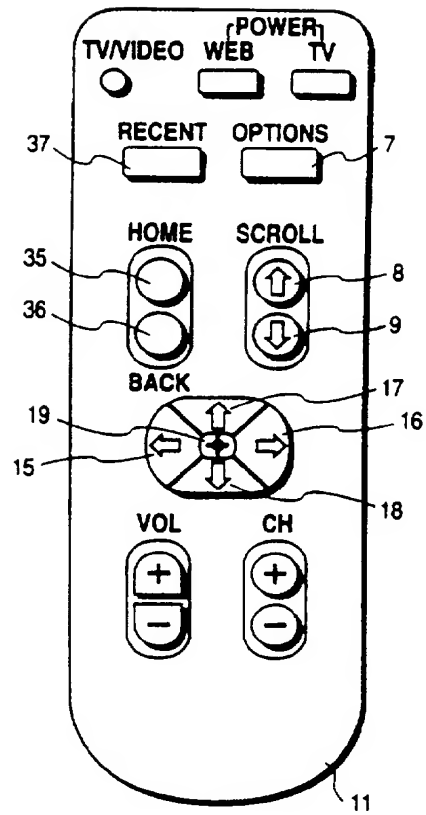 POWER
TV/VIDEO WEB TV
RECENT OPTIONS
37 7
HOME SCROLL
35 8
36 9
BACK
17
19 16
15
18
VOL CH
+ +
− −
11